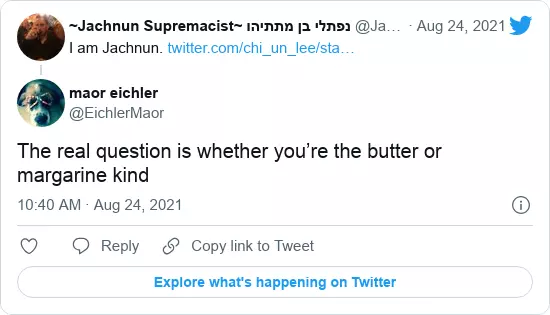 ~Jachnun Supremacist~ נפתלי בן מתתיהו @Ja… · Aug 24, 2021
I am Jachnun. twitter.com/chi_un_lee/sta…
maor eichler
@EichlerMaor
The real question is whether you’re the butter or
margarine kind
10:40 AM · Aug 24, 2021
Reply
Copy link to Tweet
Explore what's happening on Twitter